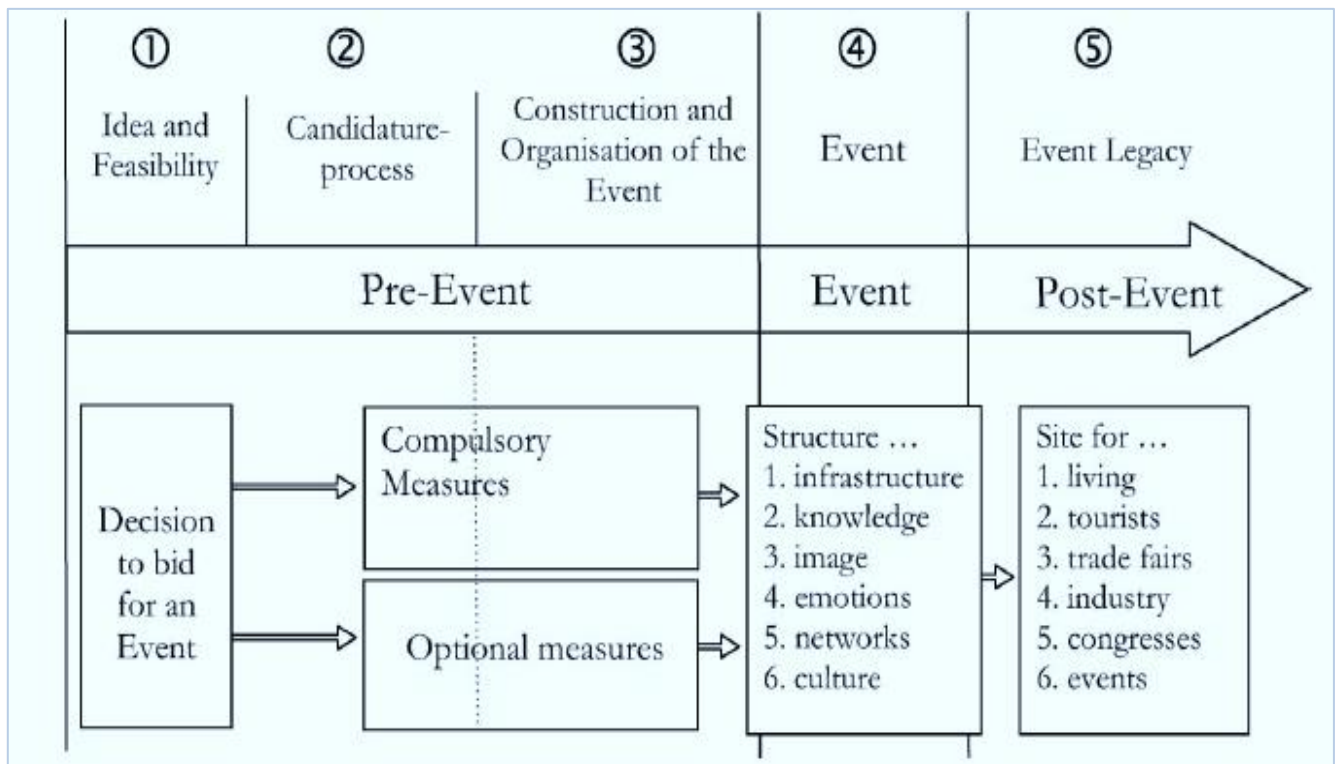 ① ② ③ ④ ⑤
Idea and
Feasibility
Candidature-
process
Construction and
Organisation of the
Event
Event
Event Legacy
Pre-Event
Event
Post-Event
Decision
to bid
for an
Event
Compulsory
Measures
Optional measures
Structure ...
1. infrastructure
2. knowledge
3. image
4. emotions
5. networks
6. culture
Site for ...
1. living
2. tourists
3. trade fairs
4. industry
5. congresses
6. events